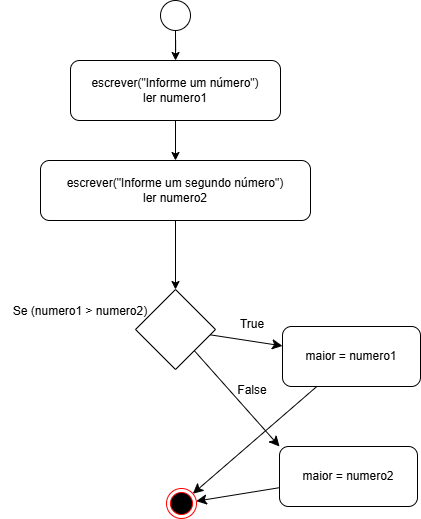 escrever("Informe um número")
ler numero1
escrever("Informe um segundo número")
ler numero2
Se (numero1 > numero2)
True
maior = numero1
False
maior = numero2